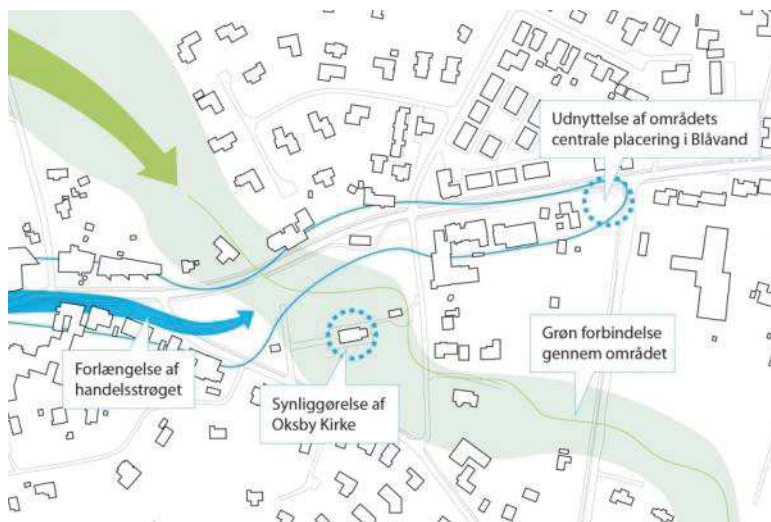 Udnyttelse af områdets
centrale placering i Blåvand
Grøn forbindelse
gennem området
Forlængelse af
handelsstrøget
Synliggørelse af
Oksby Kirke